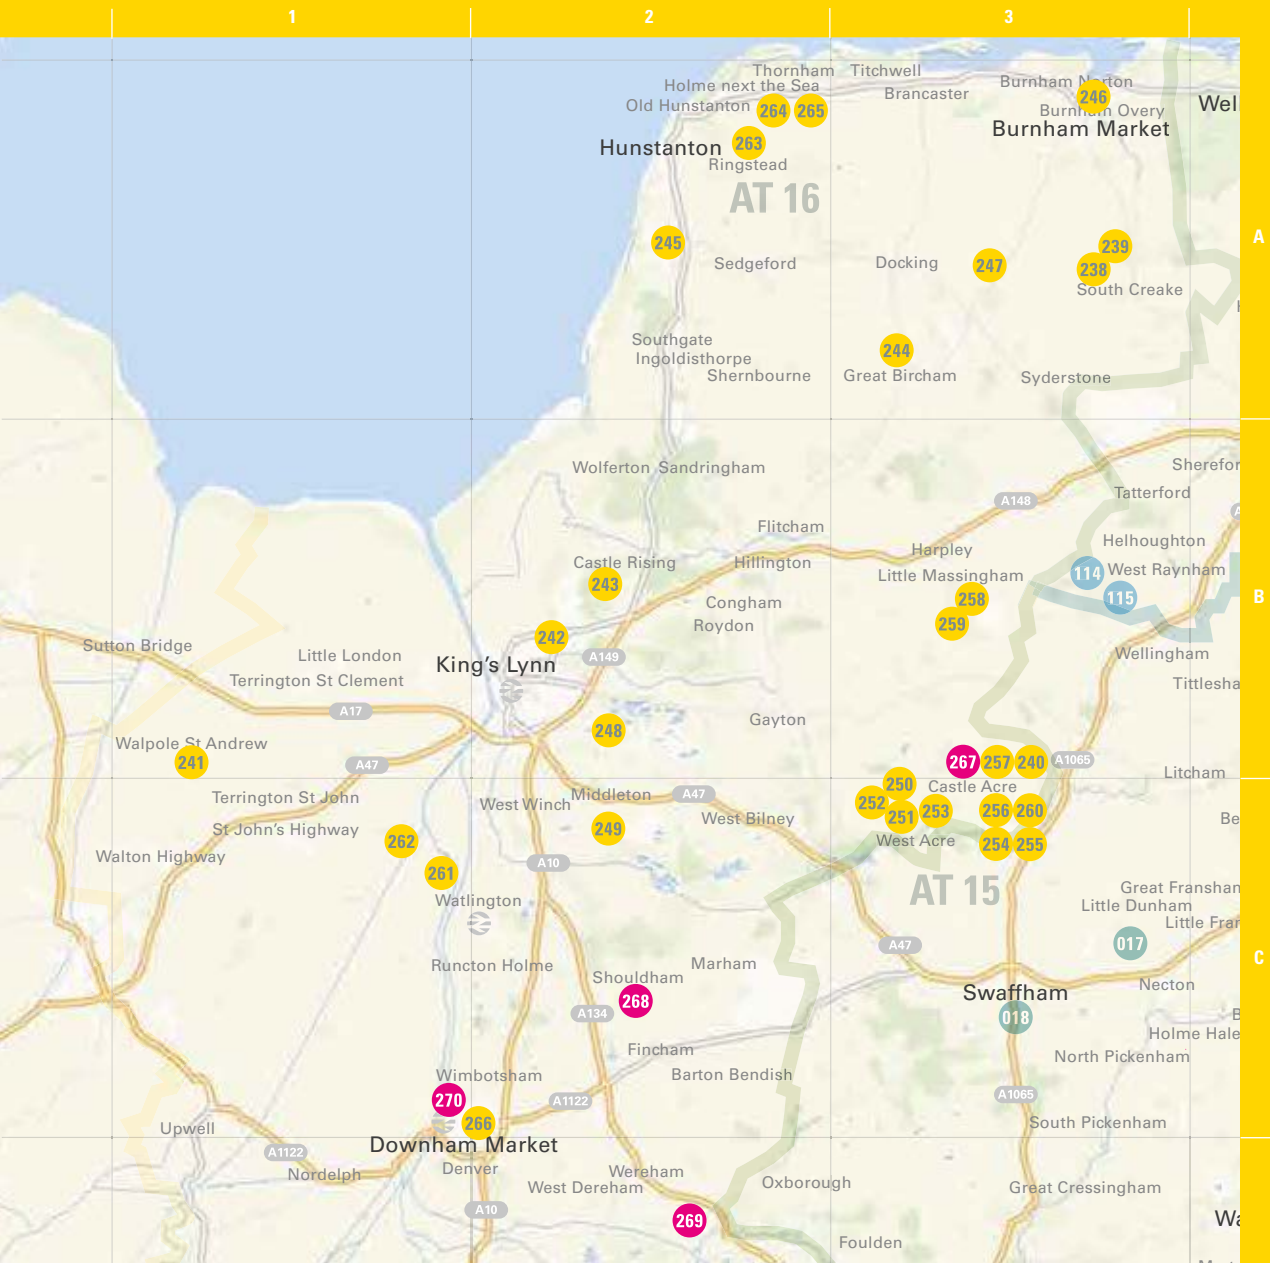 1
2
3
Thornham
Titchwell
Holme next the Sea
Burnham Norton
Brancaster
246
Old Hunstanton
264
265
Burnham Overy
Wel
Burnham Market
Hunstanton
263
Ringstead
AT 16
A
245
239
Sedgeford
Docking
247
238
South Creake
Southgate
244
Ingoldisthorpe
Shernbourne
Great Bircham
Syderstone
Wolferton
Sandringham
Sherefor
A148
Tatterford
Flitcham
Helhoughton
Harpley
Castle Rising
Hillington
114
West Raynham
Little Massingham
243
258
115
B
Congham
259
Roydon
242
Sutton Bridge
Little London
A149
Wellingham
King's Lynn
Terrington St Clement
Tittlesha
A17
Gayton
248
Walpole St Andrew
241
A47
267
257
240
A1065
Litcham
250
Castle Acre
Terrington St John
Middleton
A47
West Winch
252
253
256
260
251
West Bilney
Be
St John's Highway
249
262
West Acre
254
255
Walton Highway
A10
261
AT 15
Great Franshan
Watlington
Little Dunham
Little Frar
A47
017
C
Runcton Holme
Marham
Shouldham
Necton
268
Swaffham
A134
018
Holme Hale
Fincham
North Pickenham
Wimbotsham
Barton Bendish
A1065
270
A1122
266
South Pickenham
Upwell
Downham Market
A1122
Denver
Wereham
Nordelph
West Dereham
Oxborough
Great Cressingham
A10
269
Wa
Foulden